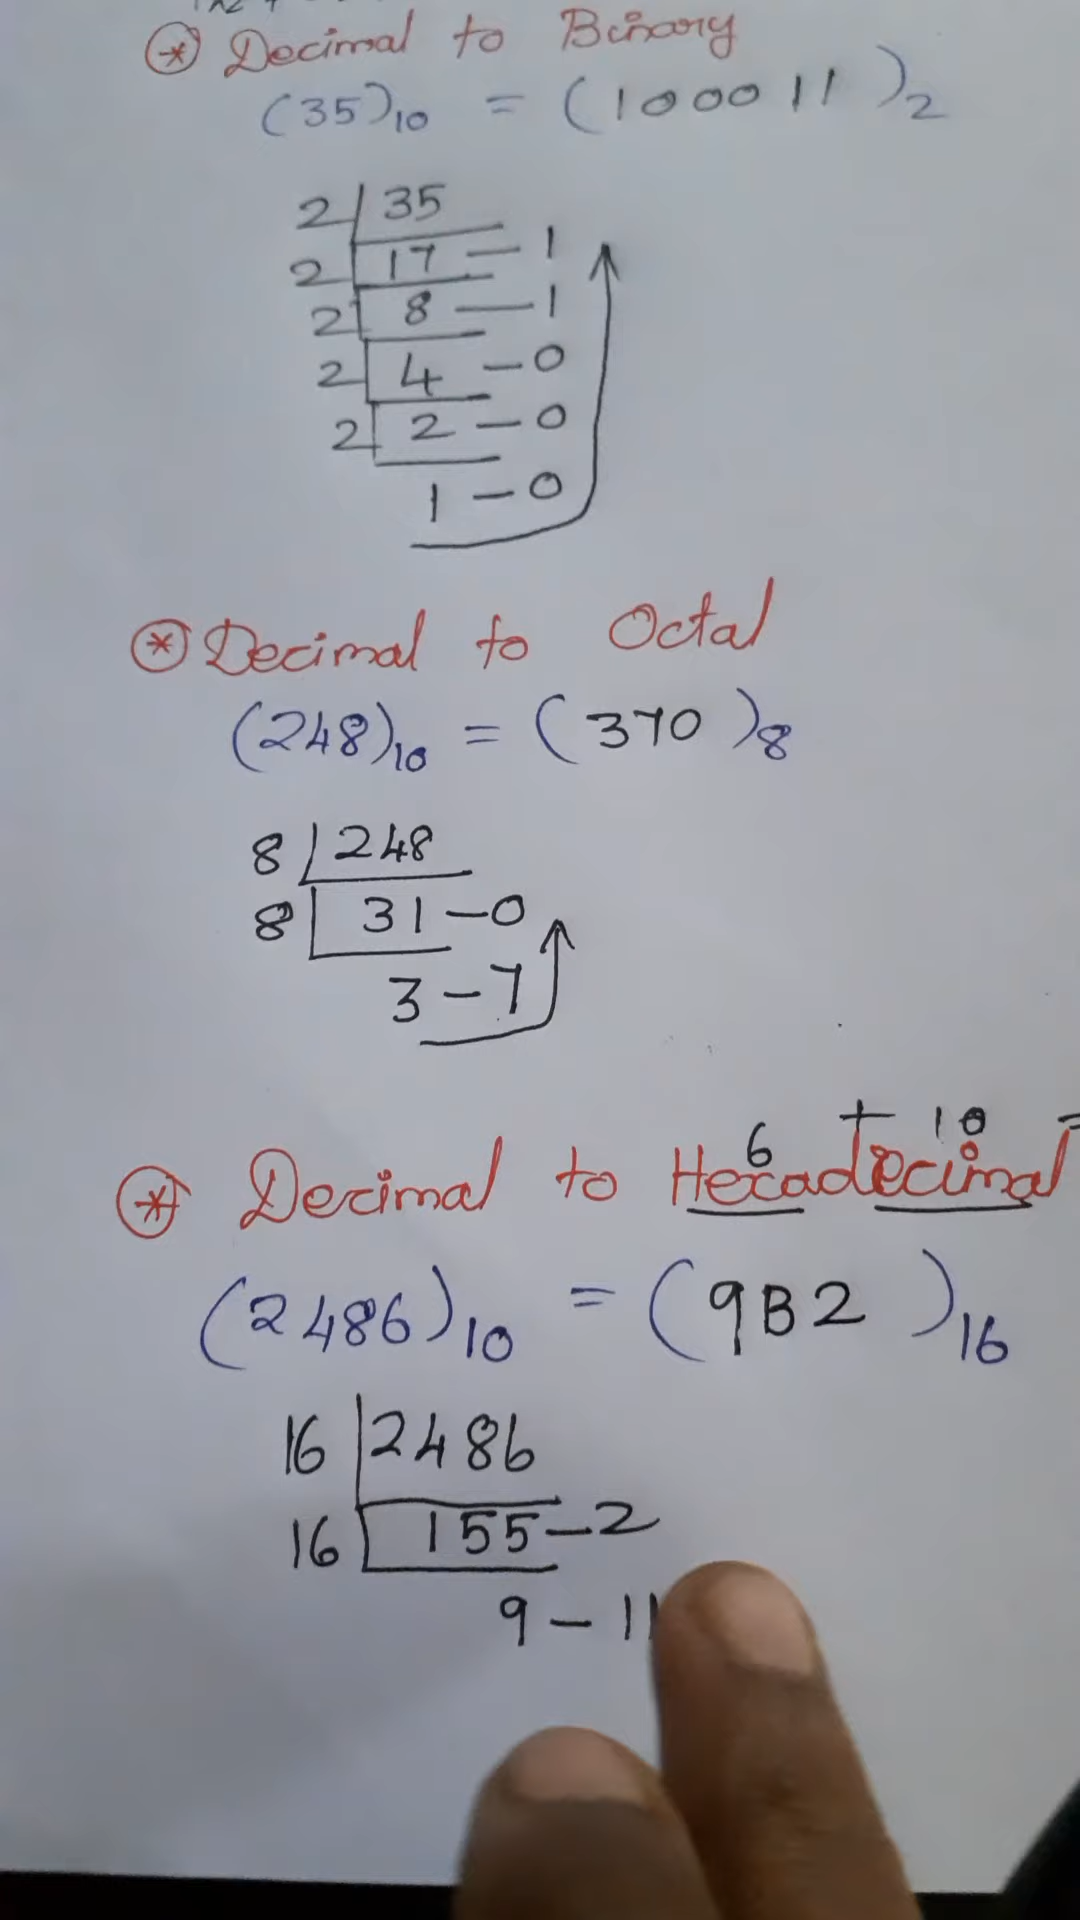 * Decimal to Binary
(35)10 = (100011)2
2 | 35
2 | 17 — 1
2 | 8 — 1
2 | 4 — 0
2 | 2 — 0
1 — 0
* Decimal to Octal
(248)10 = (370)8
8 | 248
8 | 31 — 0
3 — 7
6 + 10 =
* Decimal to Hexadecimal
(2486)10 = (9B2)16
16 | 2486
16 | 155 — 2
9 — 11